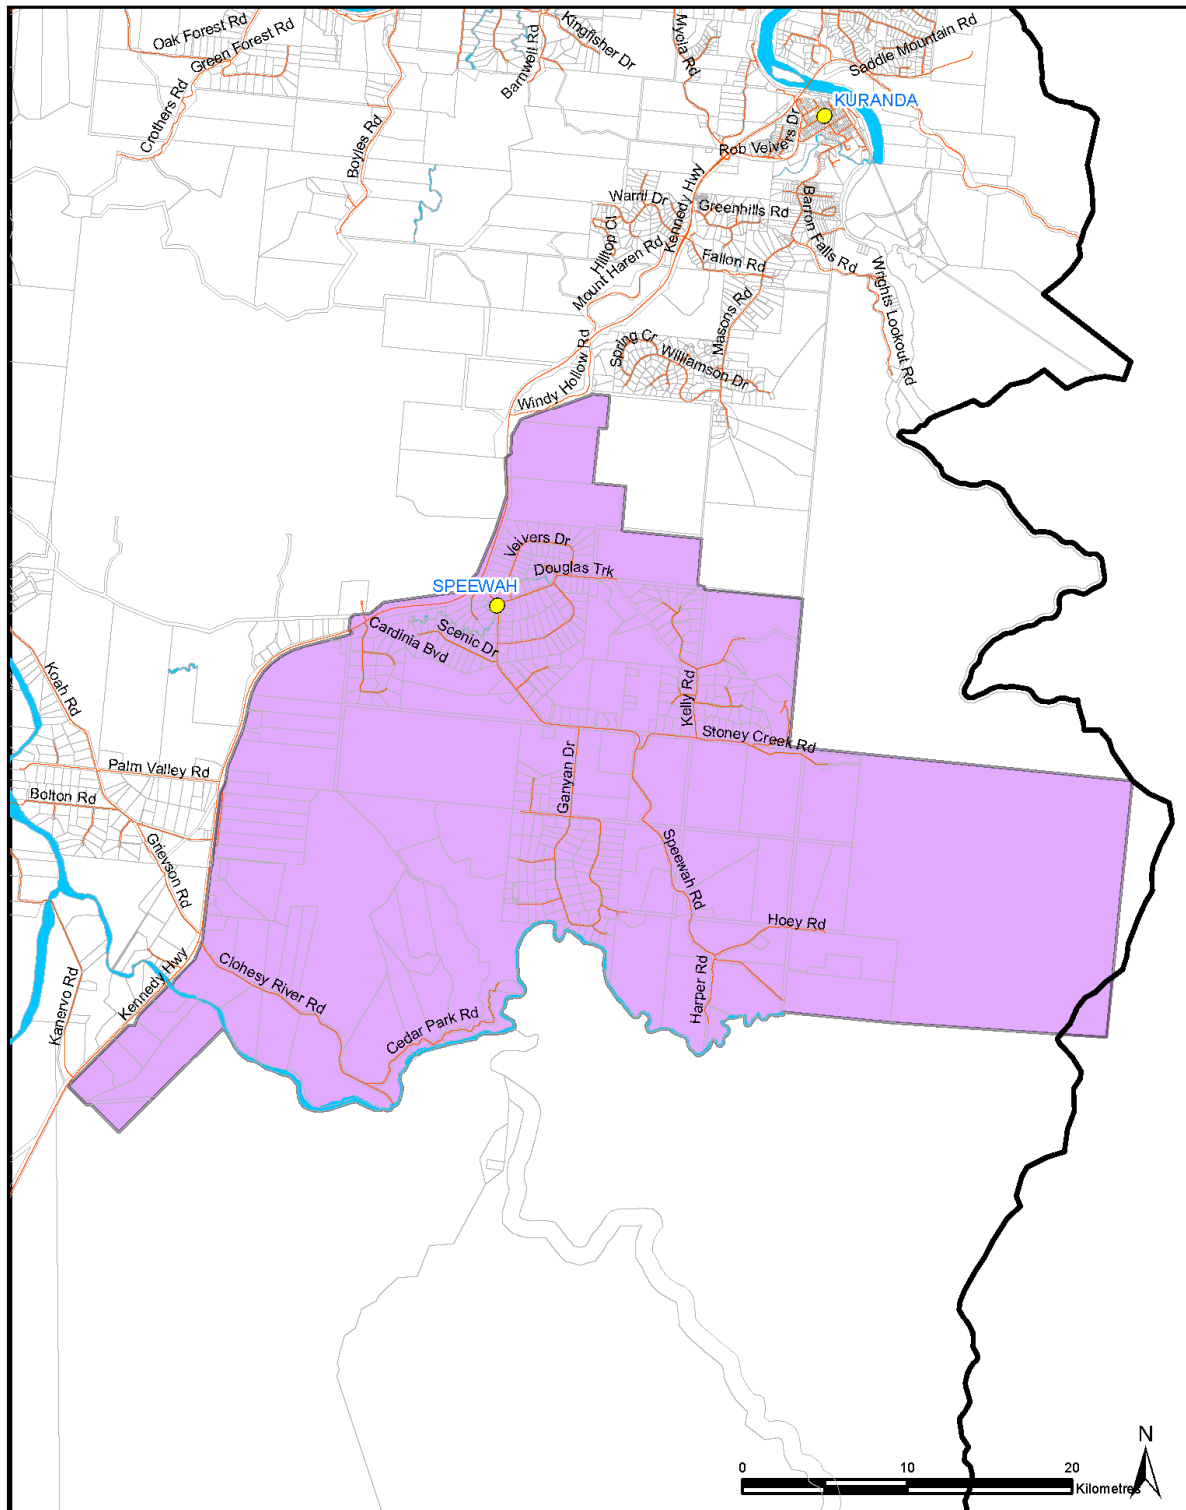 Oak Forest Rd
Green Forest Rd
Crothers Rd
Boyles Rd
Barnwell Rd
Kingfisher Dr
Myola Rd
Saddle Mountain Rd
KURANDA
Rob Veivers Dr
Kennedy Hwy
Warril Dr
Greenhills Rd
Hilltop Cl
Mount Haren Rd
Fallon Rd
Barron Falls Rd
Wrights Lookout Rd
Masons Rd
Spring Cr
Williamson Dr
Windy Hollow Rd
Veivers Dr
Douglas Trk
SPEEWAH
Scenic Dr
Cardinia Bvd
Kelly Rd
Stoney Creek Rd
Koah Rd
Palm Valley Rd
Bolton Rd
Grievson Rd
Ganyan Dr
Speewah Rd
Hoey Rd
Harper Rd
Clohesy River Rd
Cedar Park Rd
Kennedy Hwy
Kanervo Rd
N
0 10 20
Kilometres